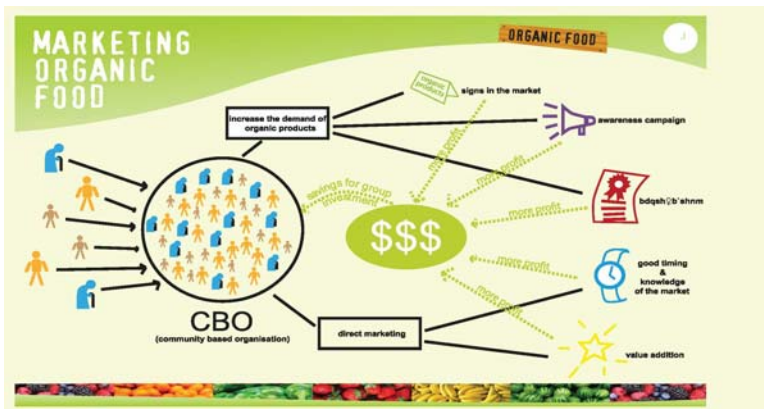 MARKETING
ORGANIC
FOOD
ORGANIC FOOD
organic
products
signs in the market
increase the demand of
organic products
awareness campaign
more profit
more profit
savings for group
investment
bdqsh♀b`shnm
more profit
$$$
more profit
good timing
&
knowledge
of the market
more profit
CBO
(community based organisation)
direct marketing
value addition